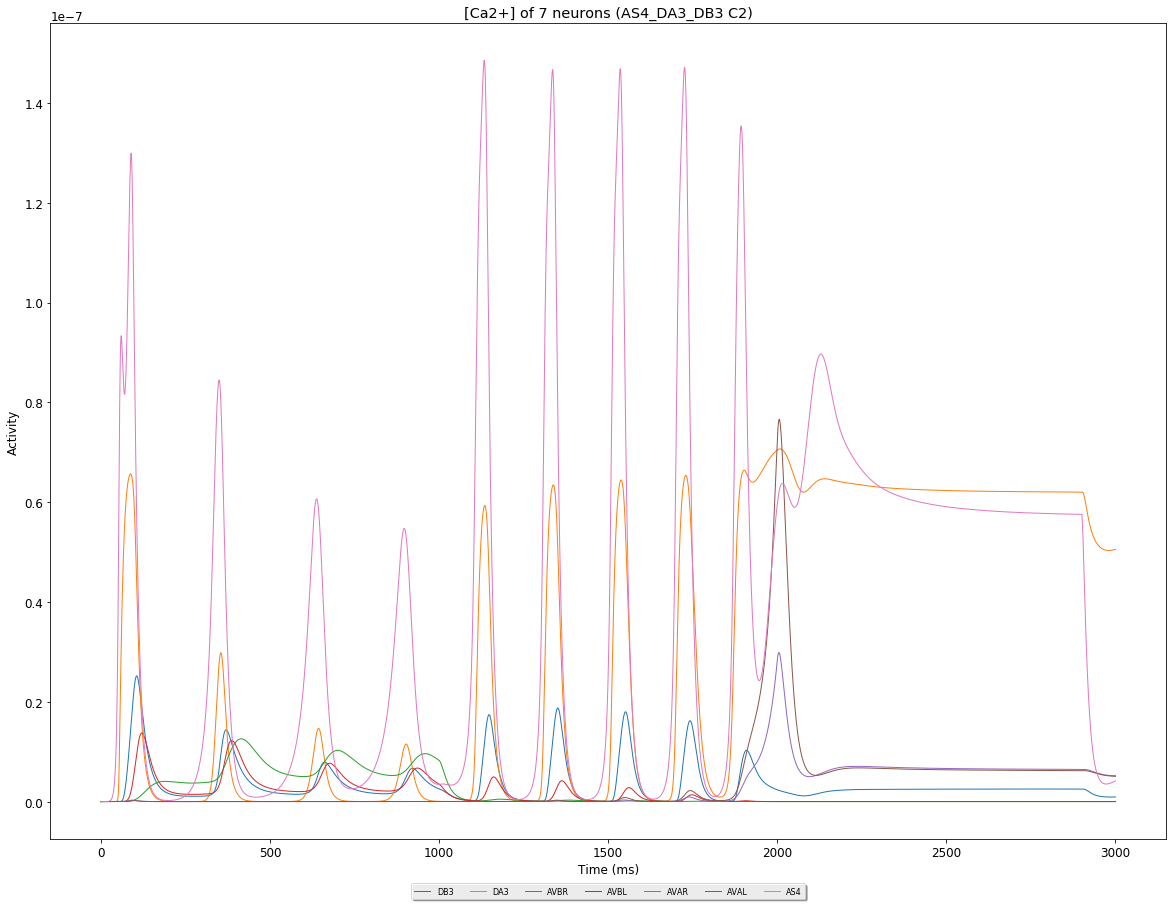 [Ca2+] of 7 neurons (AS4_DA3_DB3 C2)
1e−7
1.4
1.2
1.0
0.8
0.6
0.4
0.2
0.0
Activity
0 500 1000 1500 2000 2500 3000
Time (ms)
DB3 DA3 AVBR AVBL AVAR AVAL AS4